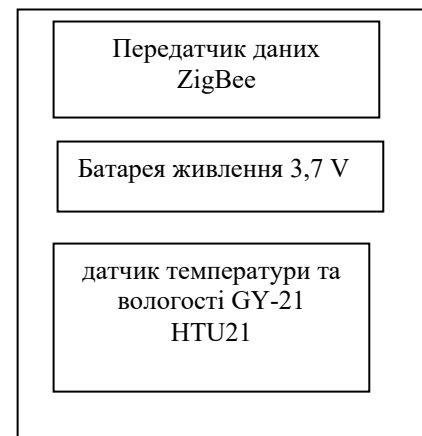 Передатчик даних
ZigBee
Батарея живлення 3,7 V
датчик температури та
вологості GY-21
HTU21